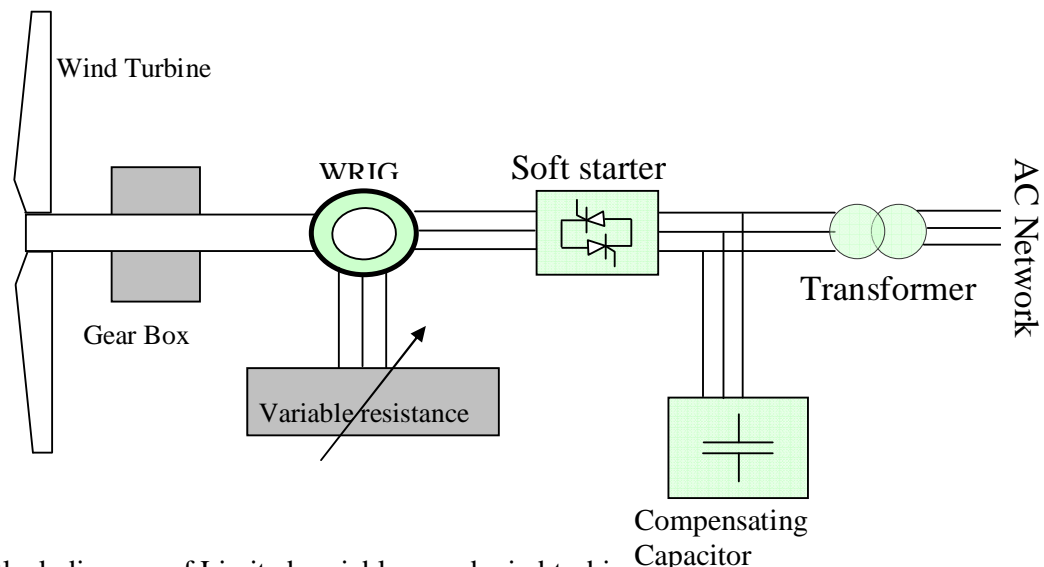 Wind Turbine
WRIG
Soft starter
AC Network
Transformer
Gear Box
Variable resistance
Compensating
Capacitor